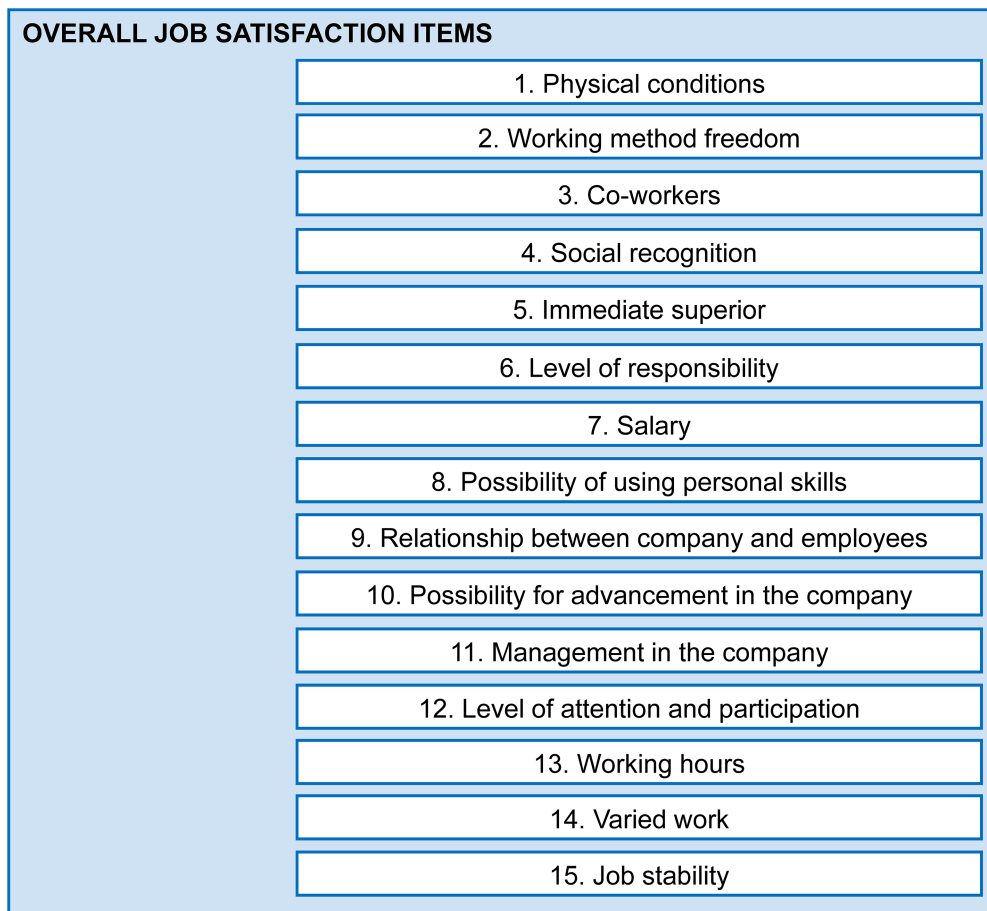 OVERALL JOB SATISFACTION ITEMS
1. Physical conditions
2. Working method freedom
3. Co-workers
4. Social recognition
5. Immediate superior
6. Level of responsibility
7. Salary
8. Possibility of using personal skills
9. Relationship between company and employees
10. Possibility for advancement in the company
11. Management in the company
12. Level of attention and participation
13. Working hours
14. Varied work
15. Job stability